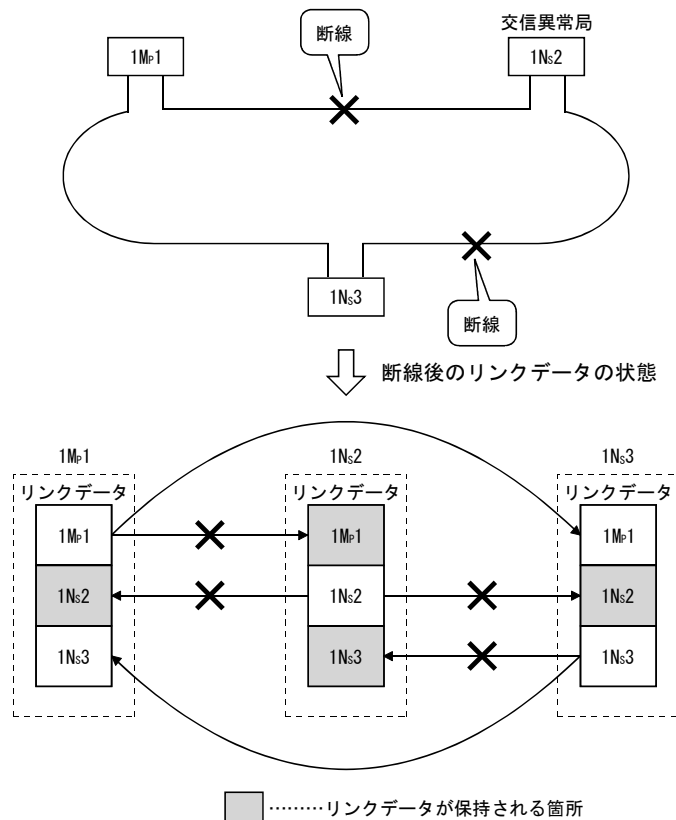 断線
交信異常局
1MP1
1NS2
1NS3
断線
断線後のリンクデータの状態
1MP1
1NS2
1NS3
リンクデータ
リンクデータ
リンクデータ
1MP1
1MP1
1MP1
1NS2
1NS2
1NS2
1NS3
1NS3
1NS3
………リンクデータが保持される箇所